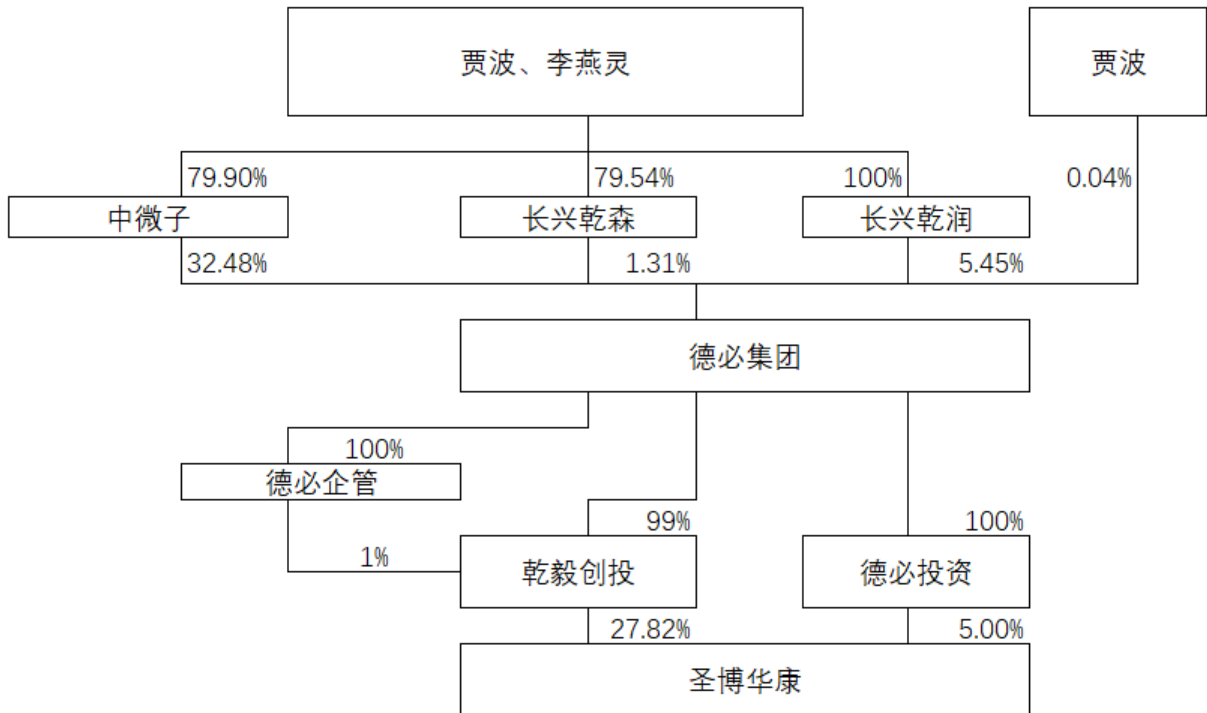 贾波、李燕灵
贾波
79.90%
79.54%
100%
0.04%
中微子
长兴乾森
长兴乾润
32.48%
1.31%
5.45%
德必集团
100%
德必企管
99%
100%
1%
乾毅创投
德必投资
27.82%
5.00%
圣博华康